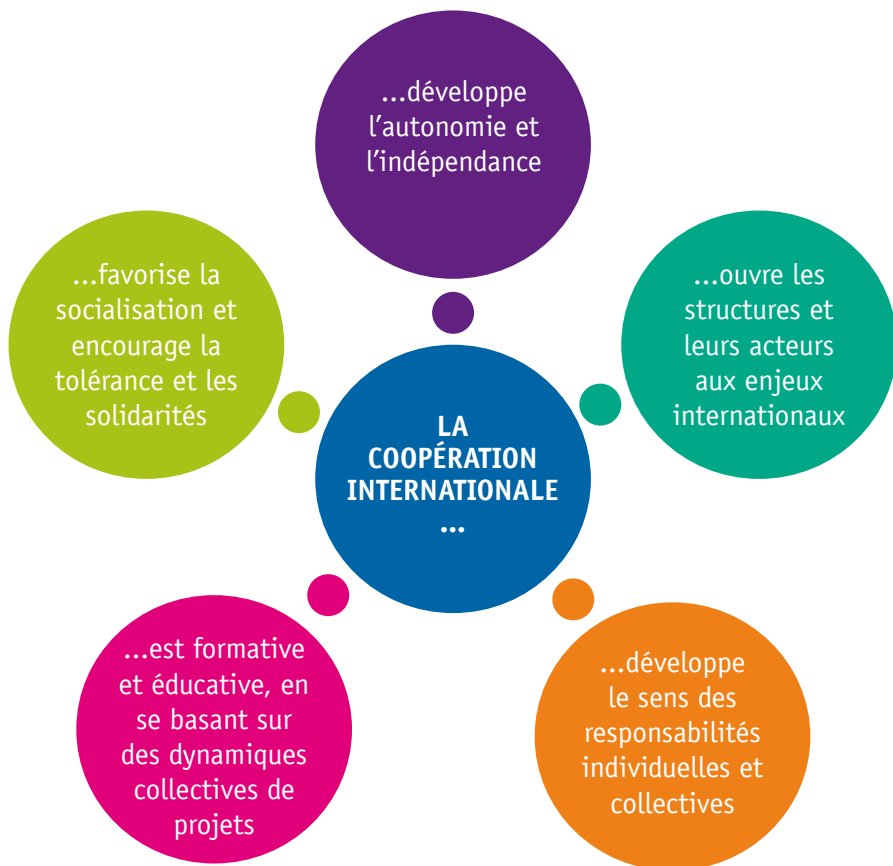 ...développe
l'autonomie et
l'indépendance
...favorise la
socialisation et
encourage la
tolérance et les
solidarités
...ouvre les
structures et
leurs acteurs
aux enjeux
internationaux
LA
COOPÉRATION
INTERNATIONALE
...
...est formative
et éducative, en
se basant sur
des dynamiques
collectives de
projets
...développe
le sens des
responsabilités
individuelles et
collectives